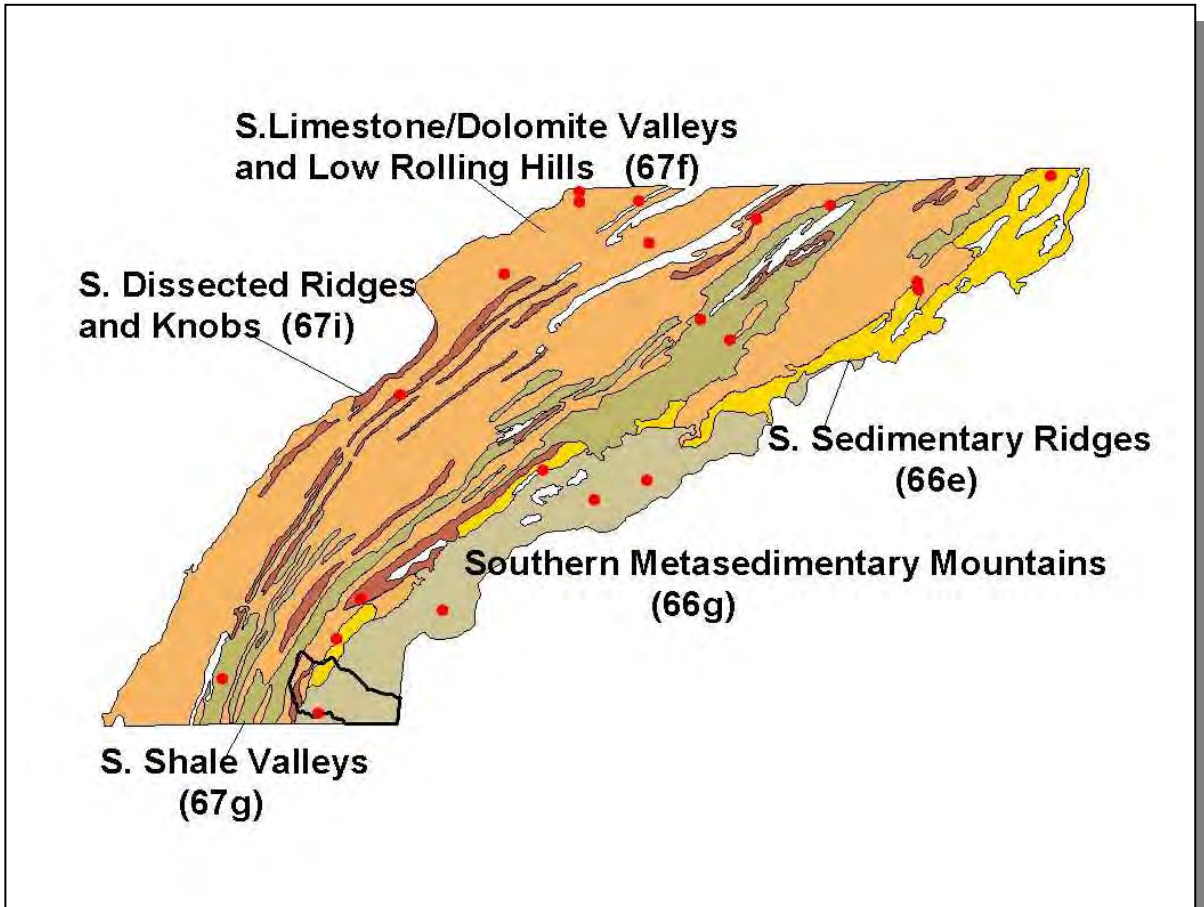 S.Limestone/Dolomite Valleys
and Low Rolling Hills (67f)
S. Dissected Ridges
and Knobs (67i)
S. Sedimentary Ridges
(66e)
Southern Metasedimentary Mountains
(66g)
S. Shale Valleys
(67g)